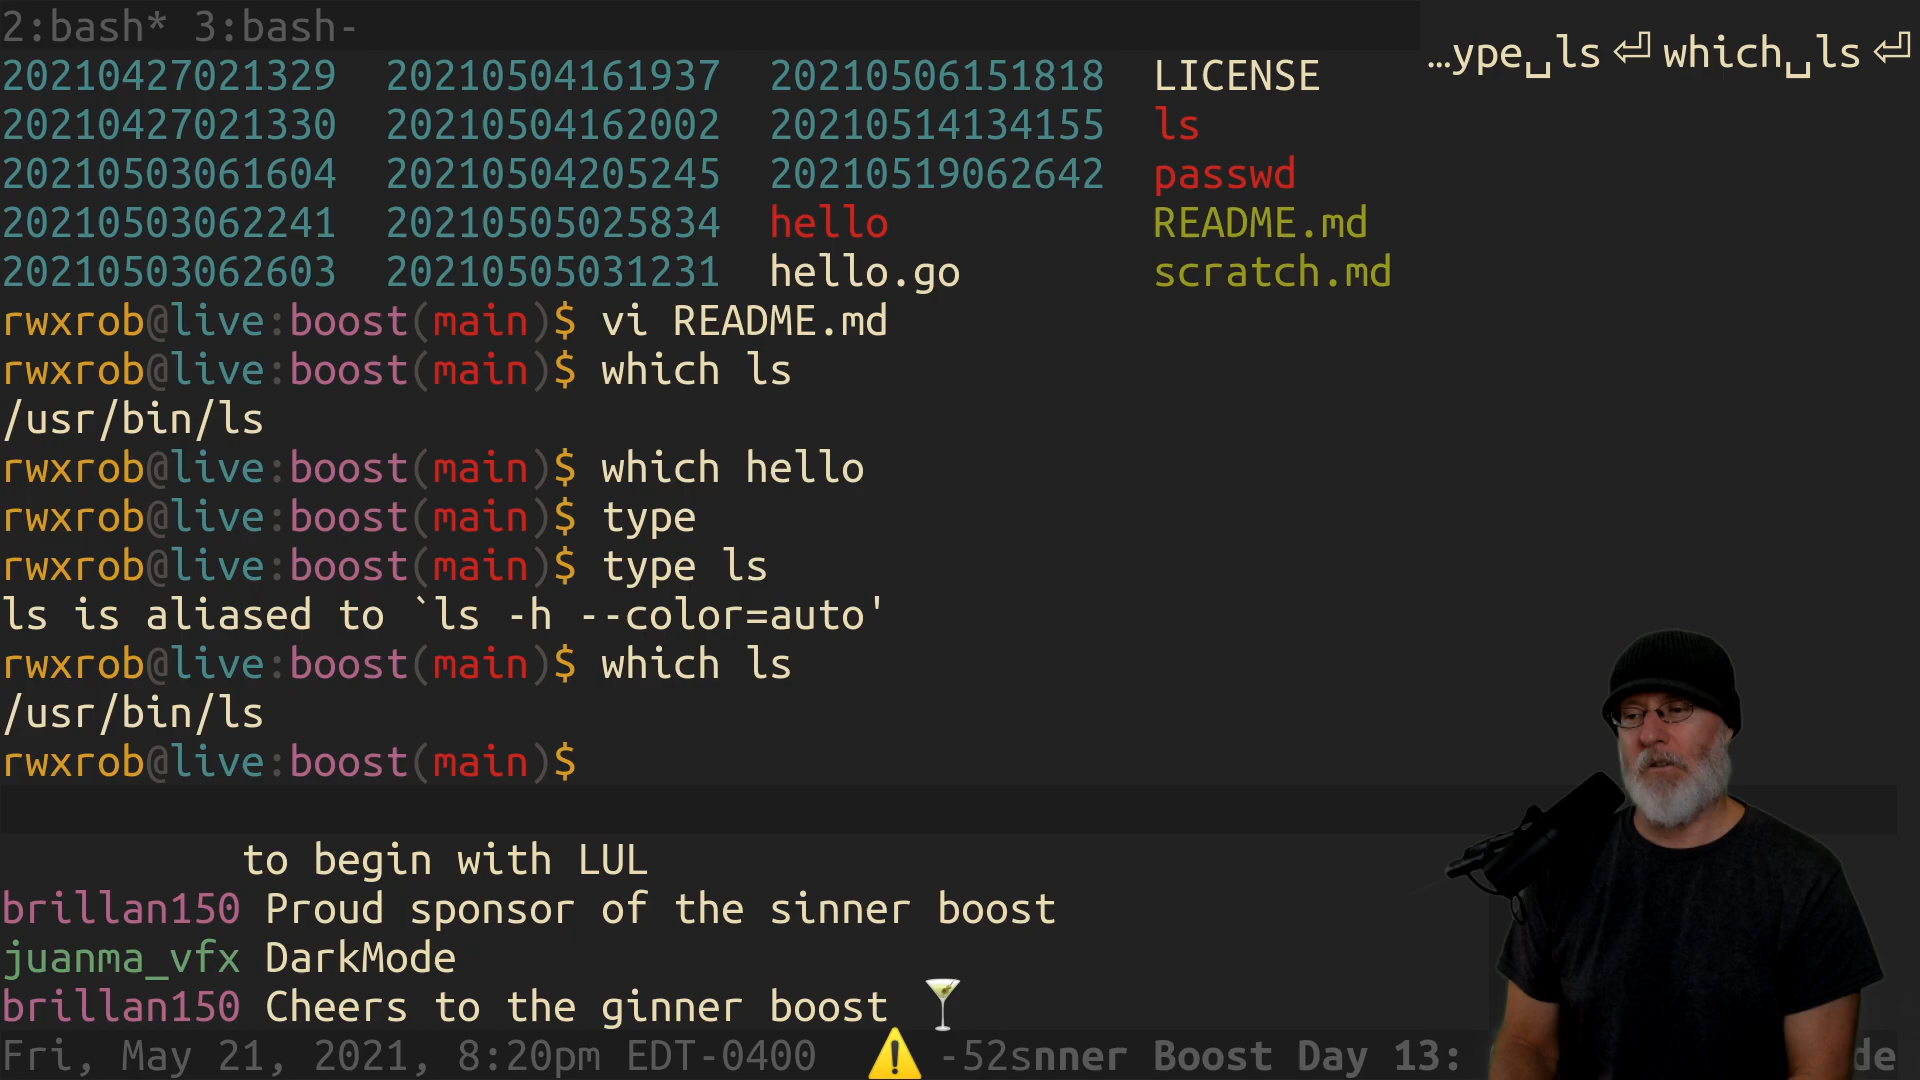 2:bash* 3:bash-
…ype␣ls⏎which␣ls⏎
20210427021329 20210504161937 20210506151818 LICENSE
20210427021330 20210504162002 20210514134155 ls
20210503061604 20210504205245 20210519062642 passwd
20210503062241 20210505025834 hello README.md
20210503062603 20210505031231 hello.go scratch.md
rwxrob@live:boost(main)$ vi README.md
rwxrob@live:boost(main)$ which ls
/usr/bin/ls
rwxrob@live:boost(main)$ which hello
rwxrob@live:boost(main)$ type
rwxrob@live:boost(main)$ type ls
ls is aliased to `ls -h --color=auto'
rwxrob@live:boost(main)$ which ls
/usr/bin/ls
rwxrob@live:boost(main)$
to begin with LUL
brillan150 Proud sponsor of the sinner boost
juanma_vfx DarkMode
brillan150 Cheers to the ginner boost 🍸
Fri, May 21, 2021, 8:20pm EDT-0400 ⚠️ -52snner Boost Day 13: de